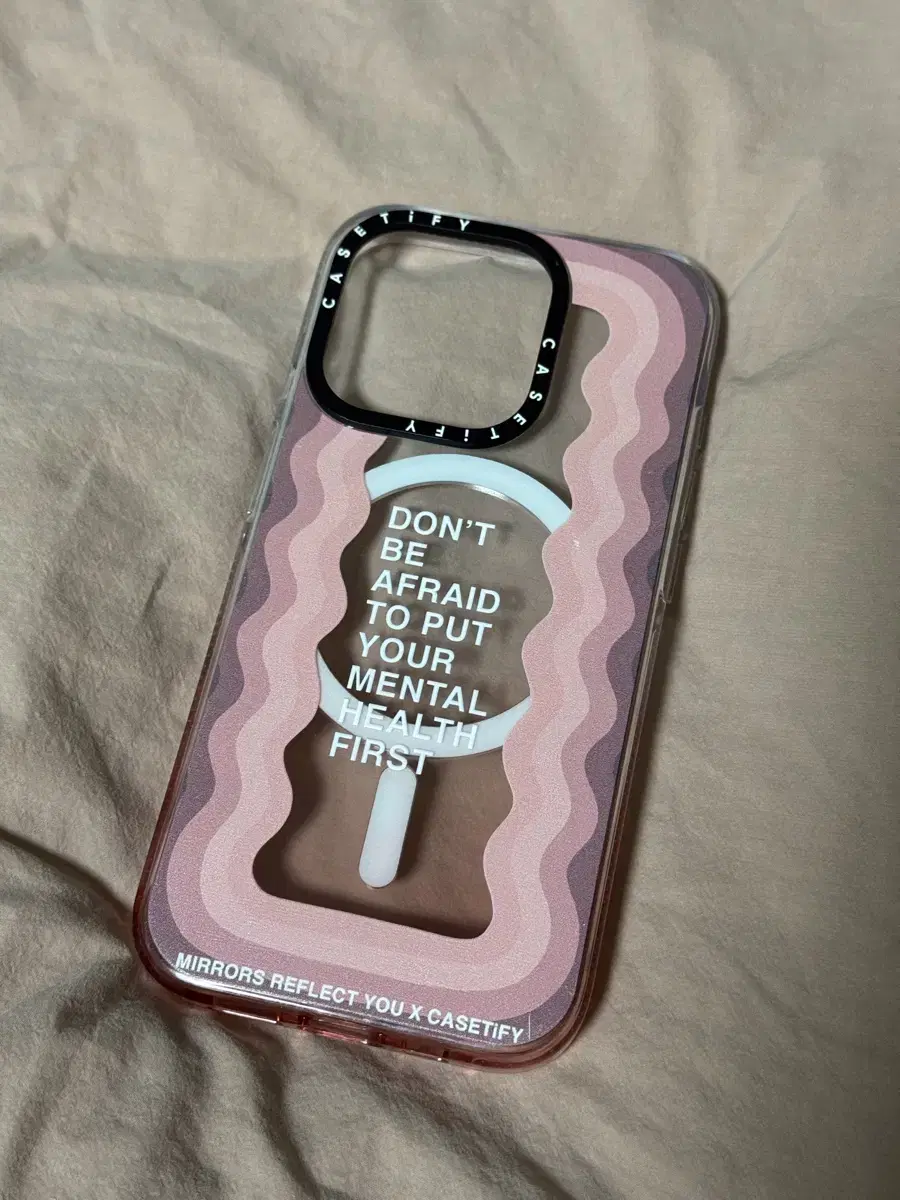 CASETiFY
CASETiFY
DON'T
BE
AFRAID
TO PUT
YOUR
MENTAL
HEALTH
FIRST
MIRRORS REFLECT YOU X CASETiFY